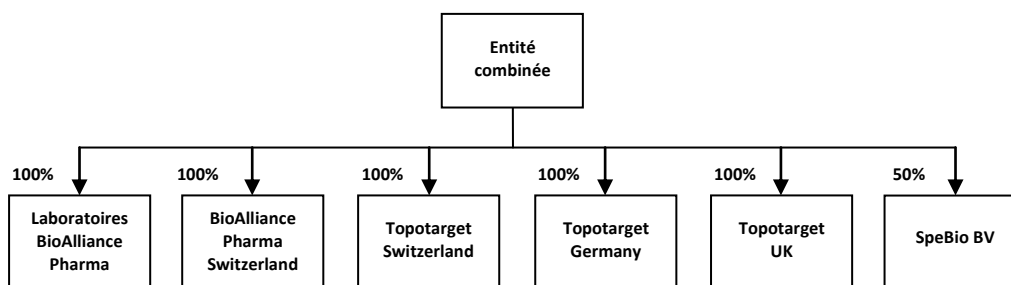 Entité
combinée
100%
100%
100%
100%
100%
50%
Laboratoires
BioAlliance
Pharma
BioAlliance
Pharma
Switzerland
Topotarget
Switzerland
Topotarget
Germany
Topotarget
UK
SpeBio BV